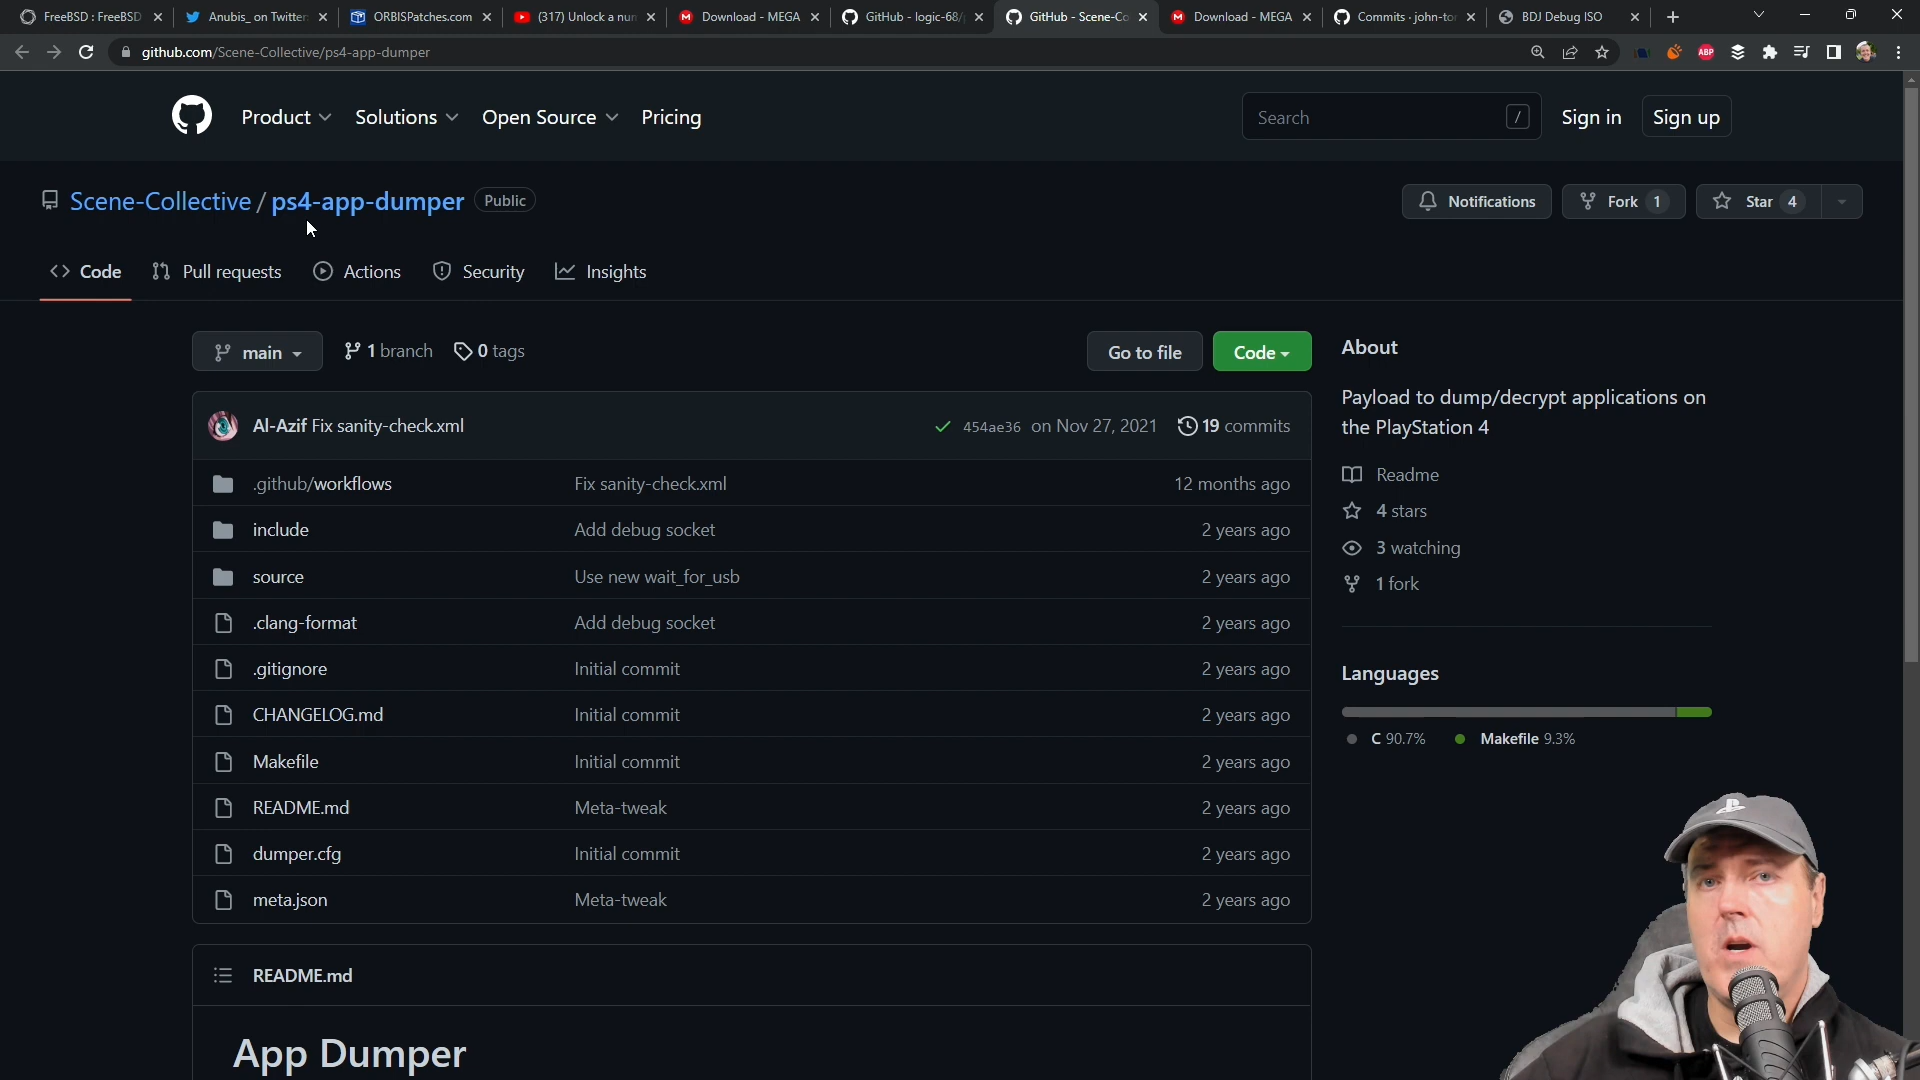 FreeBSD : FreeBSD
Anubis_ on Twitter
ORBISPatches.com
(317) Unlock a nu
Download - MEGA
GitHub - logic-68/
GitHub - Scene-Co
Download - MEGA
Commits · john-to
BDJ Debug ISO
github.com/Scene-Collective/ps4-app-dumper
ABP
Product
Solutions
Open Source
Pricing
Search
/
Sign in
Sign up
Scene-Collective / ps4-app-dumper
Public
Notifications
Fork 1
Star 4
Code
Pull requests
Actions
Security
Insights
main
1 branch
0 tags
Go to file
Code
Al-Azif Fix sanity-check.xml
454ae36 on Nov 27, 2021
19 commits
.github/workflows Fix sanity-check.xml 12 months ago
include Add debug socket 2 years ago
source Use new wait_for_usb 2 years ago
.clang-format Add debug socket 2 years ago
.gitignore Initial commit 2 years ago
CHANGELOG.md Initial commit 2 years ago
Makefile Initial commit 2 years ago
README.md Meta-tweak 2 years ago
dumper.cfg Initial commit 2 years ago
meta.json Meta-tweak 2 years ago
README.md
App Dumper
About
Payload to dump/decrypt applications on
the PlayStation 4
Readme
4 stars
3 watching
1 fork
Languages
C 90.7%
Makefile 9.3%